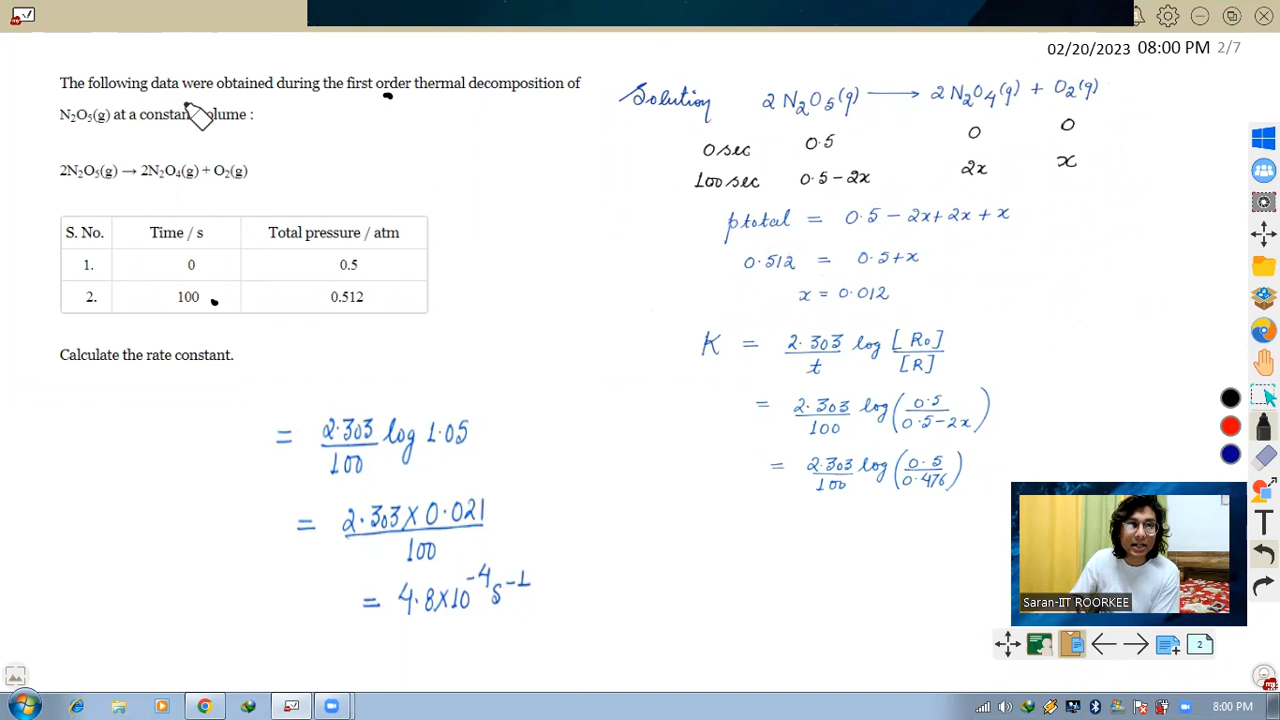 02/20/2023 08:00 PM 2/7
The following data were obtained during the first order thermal decomposition of
N₂O₅(g) at a constant volume :
2N₂O₅(g) → 2N₂O₄(g) + O₂(g)
S. No. Time / s Total pressure / atm
1. 0 0.5
2. 100 0.512
Calculate the rate constant.
Solution 2 N₂O₅(g) ⟶ 2 N₂O₄(g) + O₂(g)
0 sec 0.5 0 0
100 sec 0.5-2x 2x x
ptotal = 0.5 - 2x + 2x + x
0.512 = 0.5+x
x = 0.012
K = 2.303/t log [R₀]/[R]
= 2.303/100 log (0.5/0.5-2x)
= 2.303/100 log (0.5/0.476)
= 2.303/100 log 1.05
= 2.303 X 0.021/100
= 4.8×10⁻⁴ s⁻¹
Saran-IIT ROORKEE
2
8:00 PM